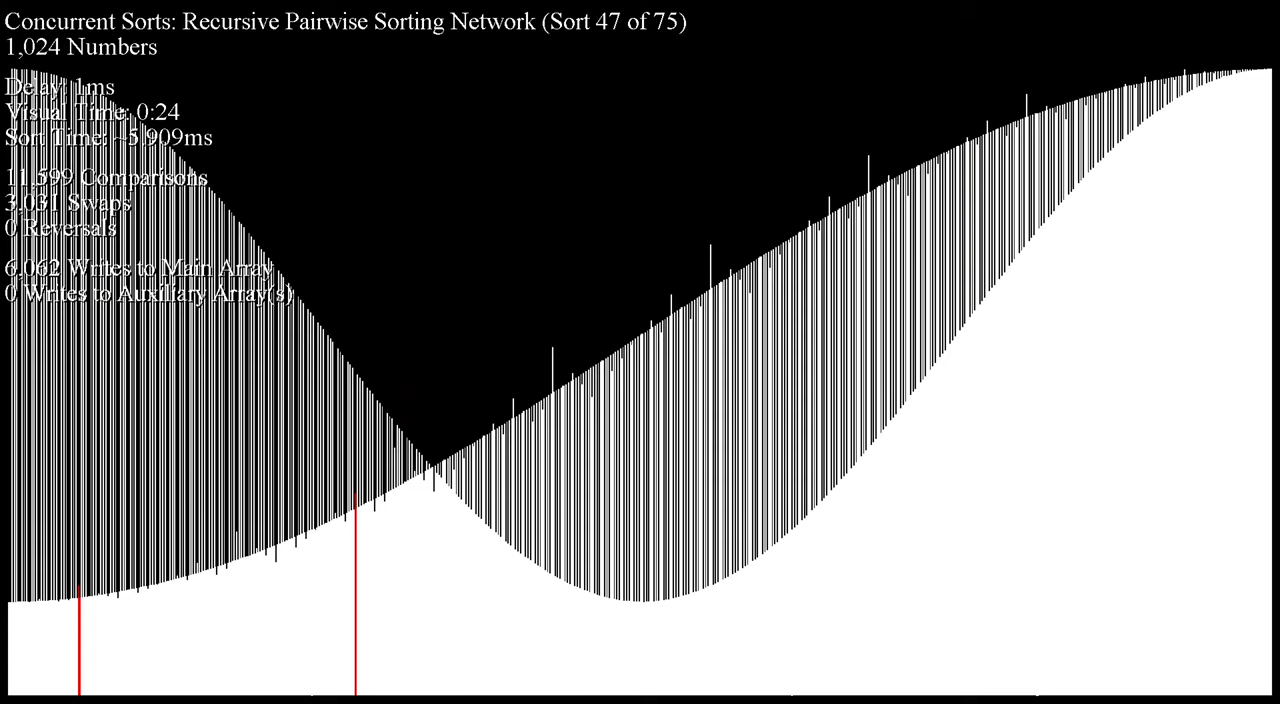 Concurrent Sorts: Recursive Pairwise Sorting Network (Sort 47 of 75)
1,024 Numbers
Delay: 1ms
Visual Time: 0:24
Sort Time: ~5.909ms
11,599 Comparisons
3,031 Swaps
0 Reversals
6,062 Writes to Main Array
0 Writes to Auxiliary Array(s)